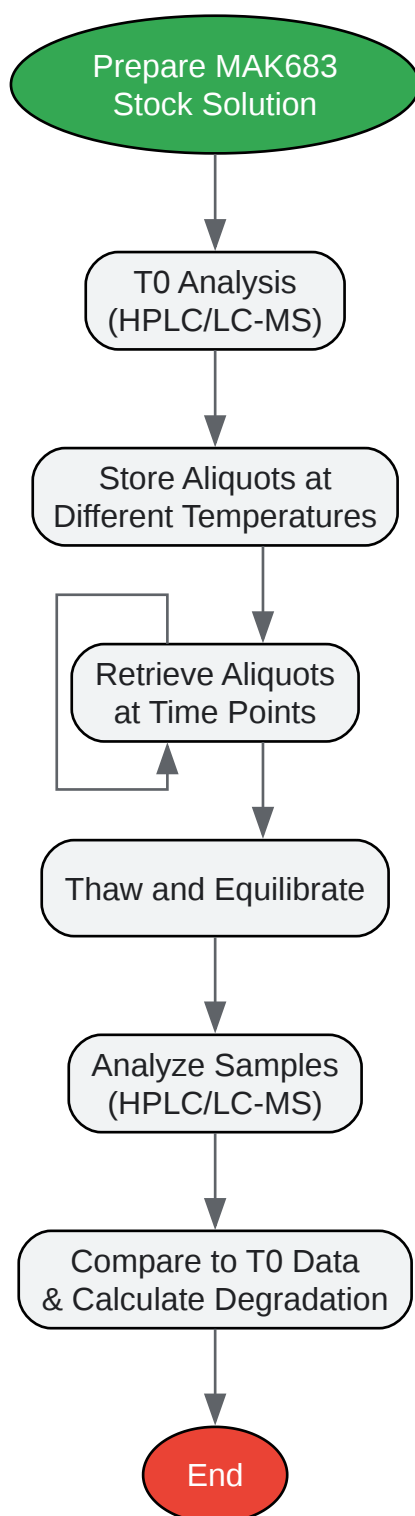 Prepare MAK683
Stock Solution
T0 Analysis
(HPLC/LC-MS)
Store Aliquots at
Different Temperatures
Retrieve Aliquots
at Time Points
Thaw and Equilibrate
Analyze Samples
(HPLC/LC-MS)
Compare to T0 Data
& Calculate Degradation
End